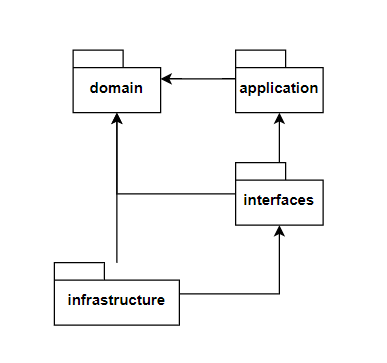 domain
application
interfaces
infrastructure